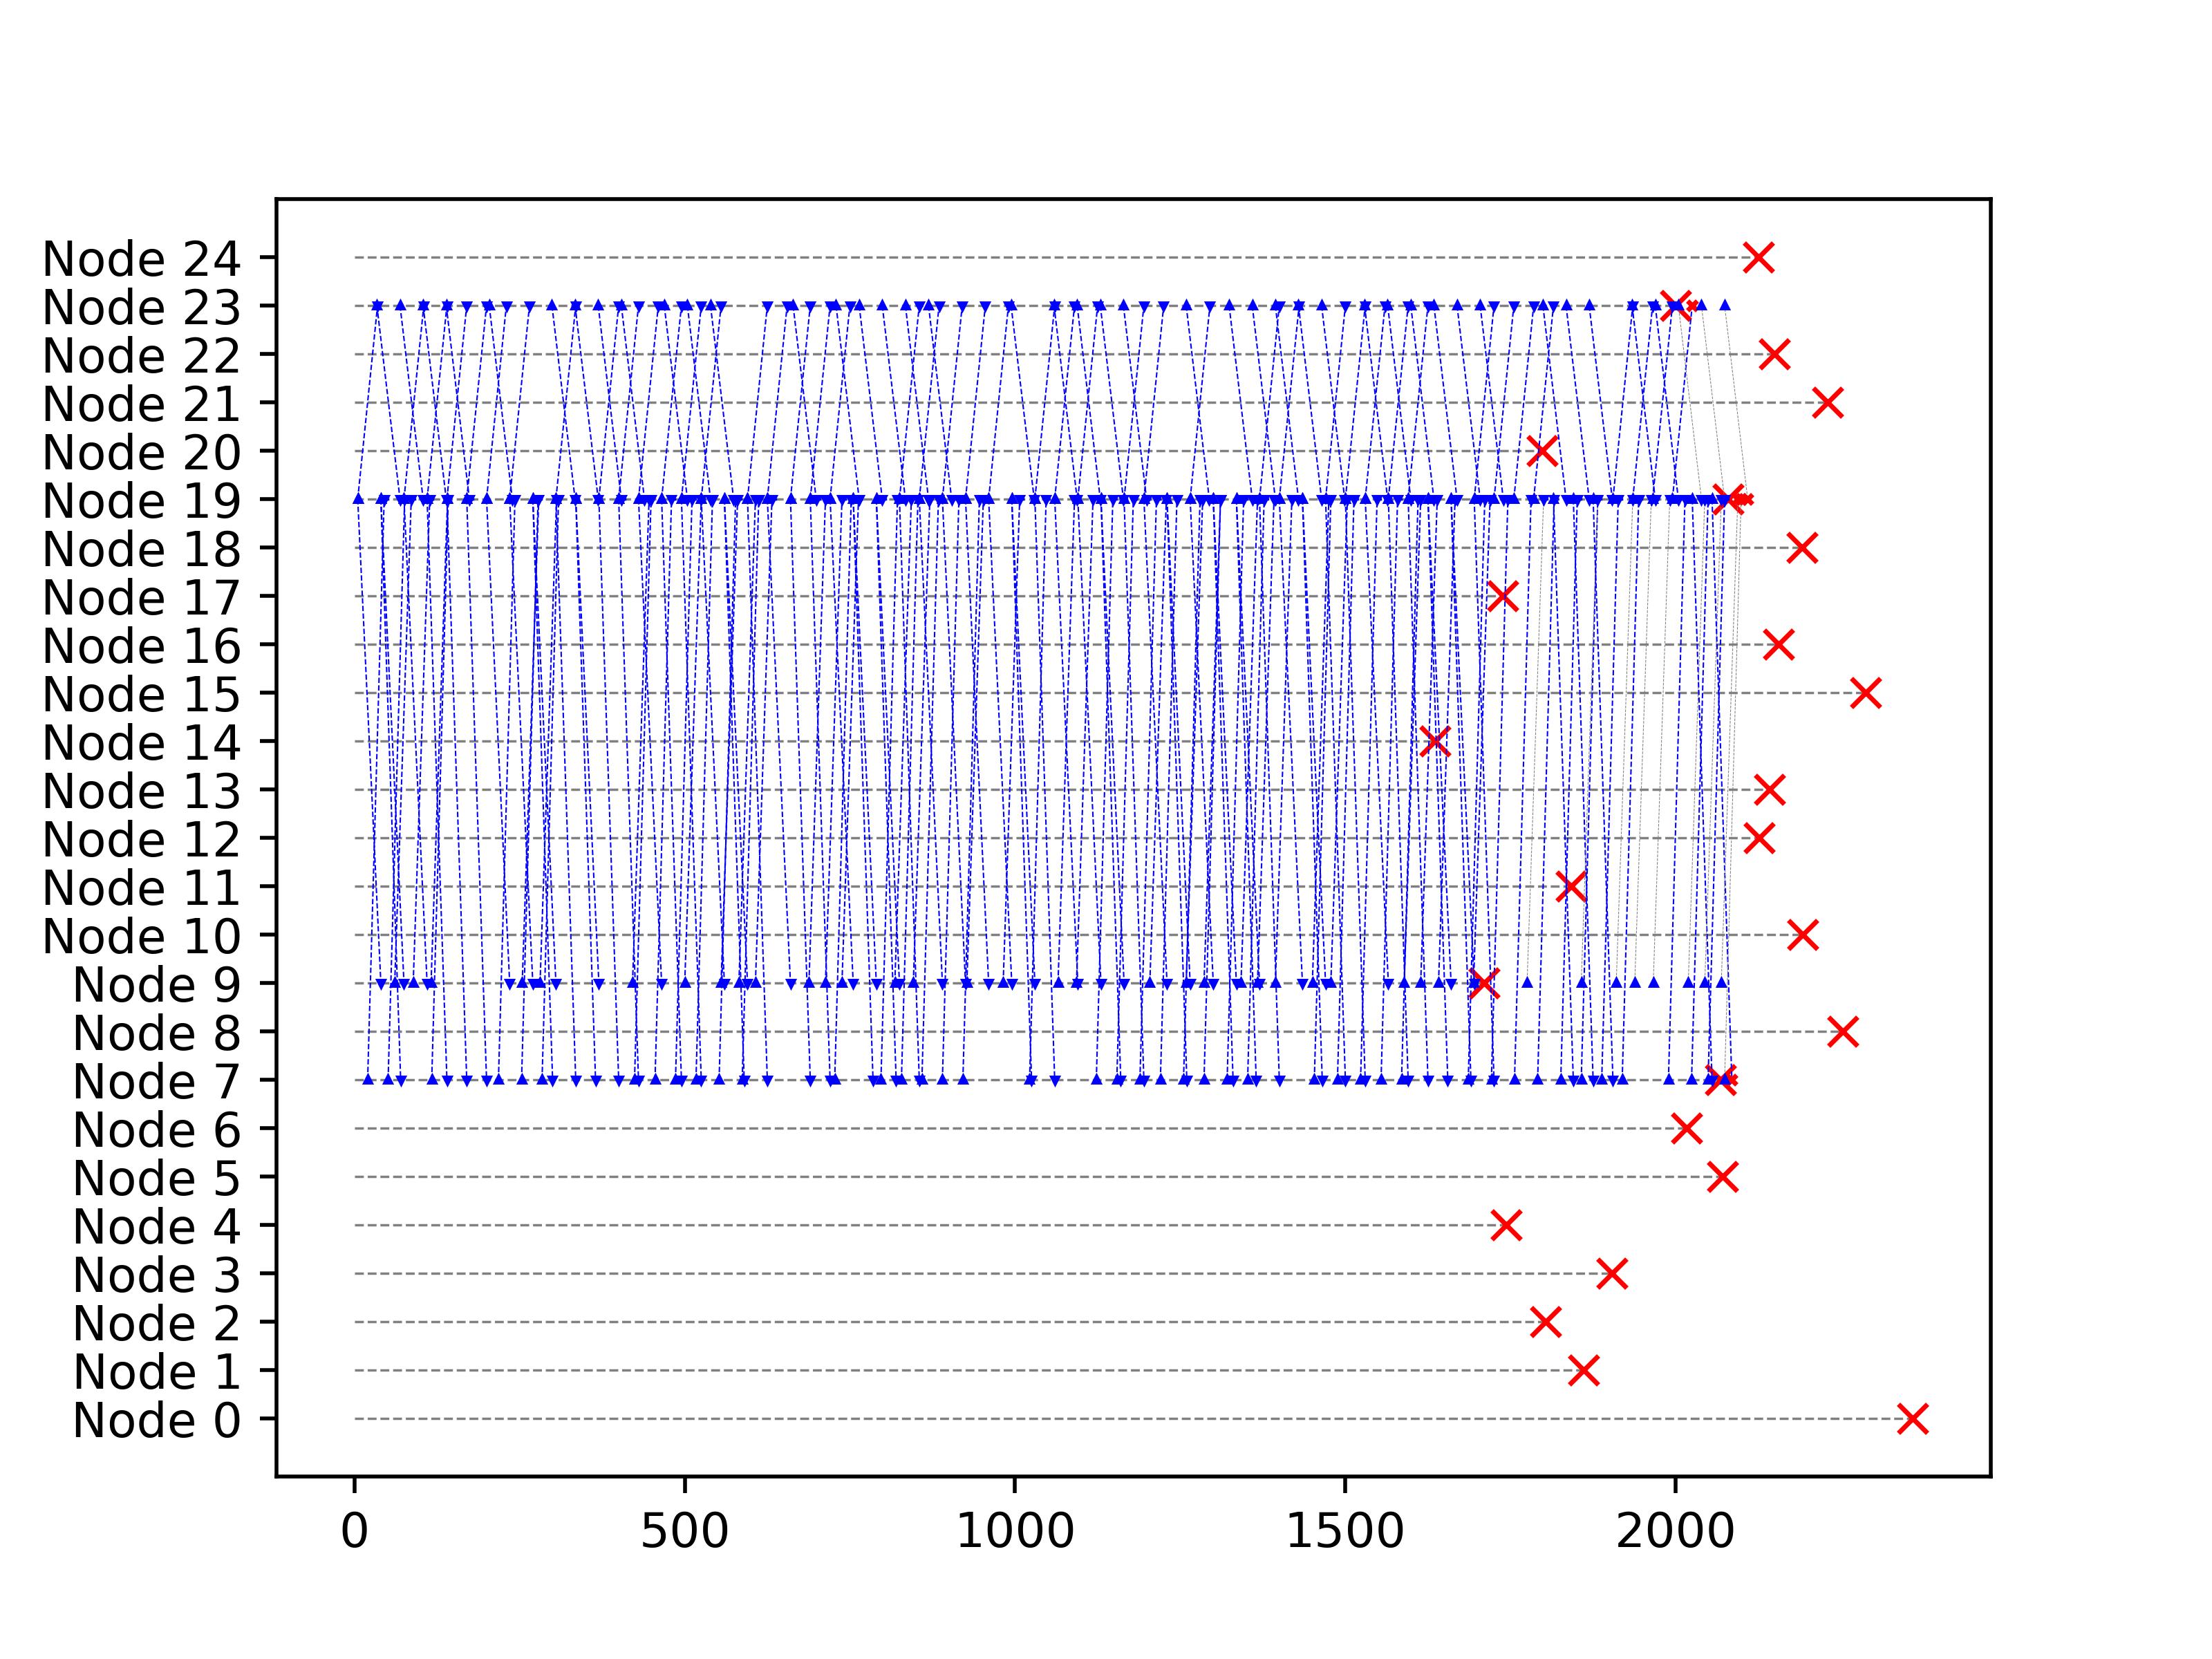 Node 24
Node 23
Node 22
Node 21
Node 20
Node 19
Node 18
Node 17
Node 16
Node 15
Node 14
Node 13
Node 12
Node 11
Node 10
Node 9
Node 8
Node 7
Node 6
Node 5
Node 4
Node 3
Node 2
Node 1
Node 0
0 500 1000 1500 2000